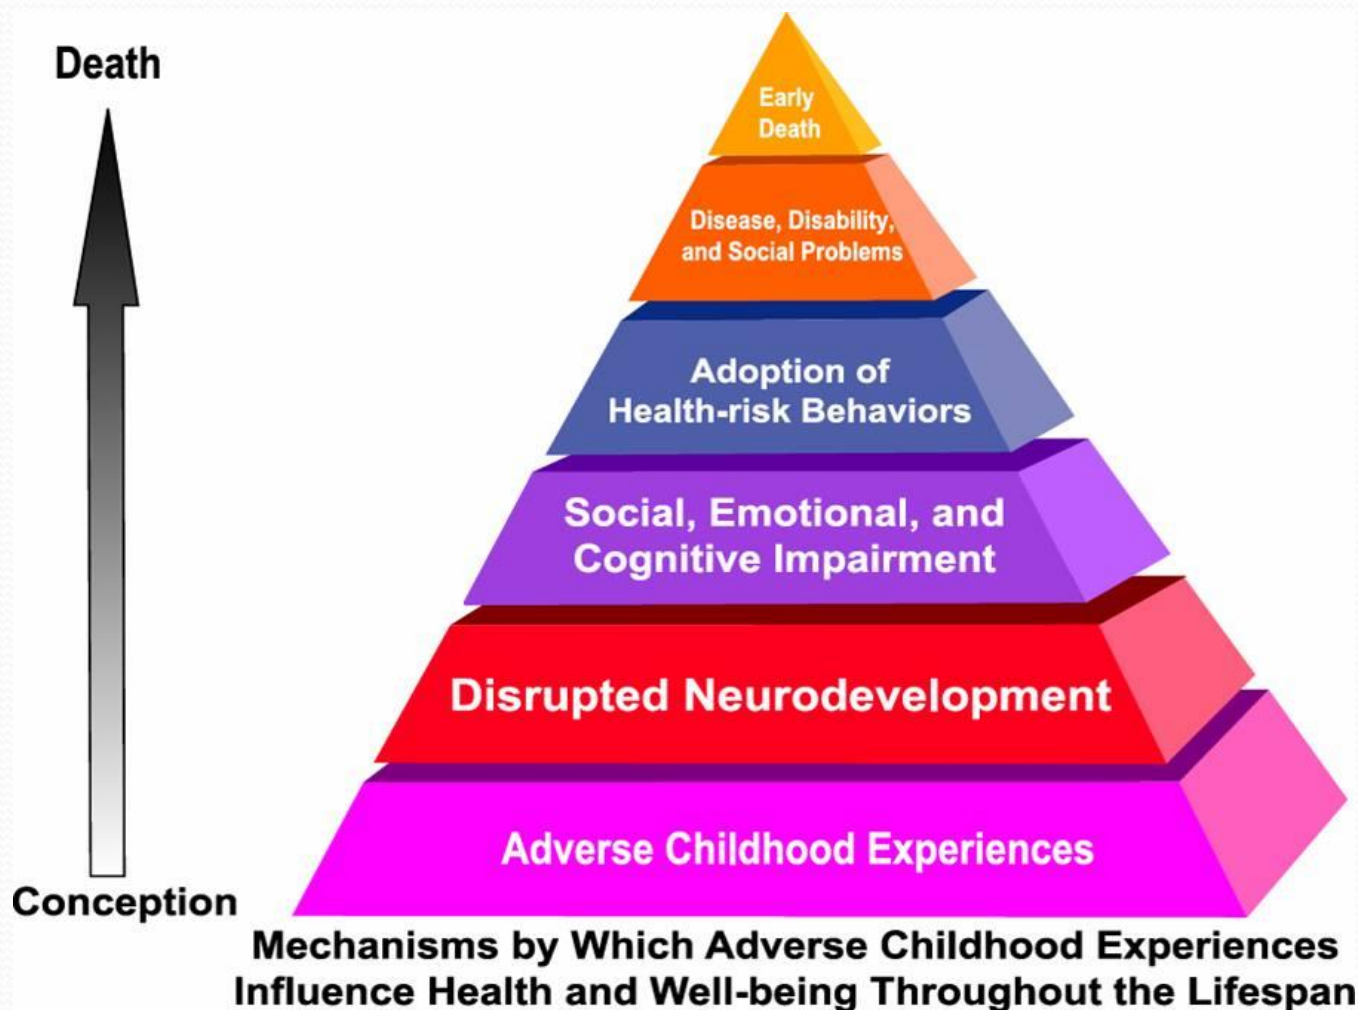 Death
Early
Death
Disease, Disability,
and Social Problems
Adoption of
Health-risk Behaviors
Social, Emotional, and
Cognitive Impairment
Disrupted Neurodevelopment
Adverse Childhood Experiences
Conception
Mechanisms by Which Adverse Childhood Experiences
Influence Health and Well-being Throughout the Lifespan